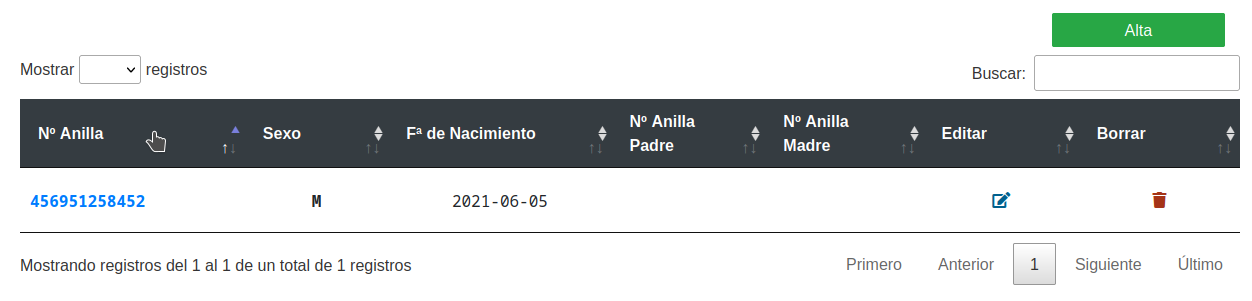 Alta
Mostrar registros
Buscar:
Nº Anilla Sexo Fª de Nacimiento Nº Anilla Padre Nº Anilla Madre Editar Borrar
456951258452 M 2021-06-05
Mostrando registros del 1 al 1 de un total de 1 registros
Primero Anterior 1 Siguiente Último